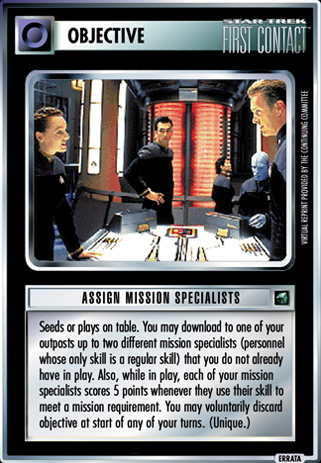 OBJECTIVE
STAR TREK
FIRST CONTACT™
VIRTUAL REPRINT PROVIDED BY THE CONTINUING COMMITTEE
ASSIGN MISSION SPECIALISTS
Seeds or plays on table. You may download to one of your
outposts up to two different mission specialists (personnel
whose only skill is a regular skill) that you do not already
have in play. Also, while in play, each of your mission
specialists scores 5 points whenever they use their skill to
meet a mission requirement. You may voluntarily discard
objective at start of any of your turns. (Unique.)
ERRATA